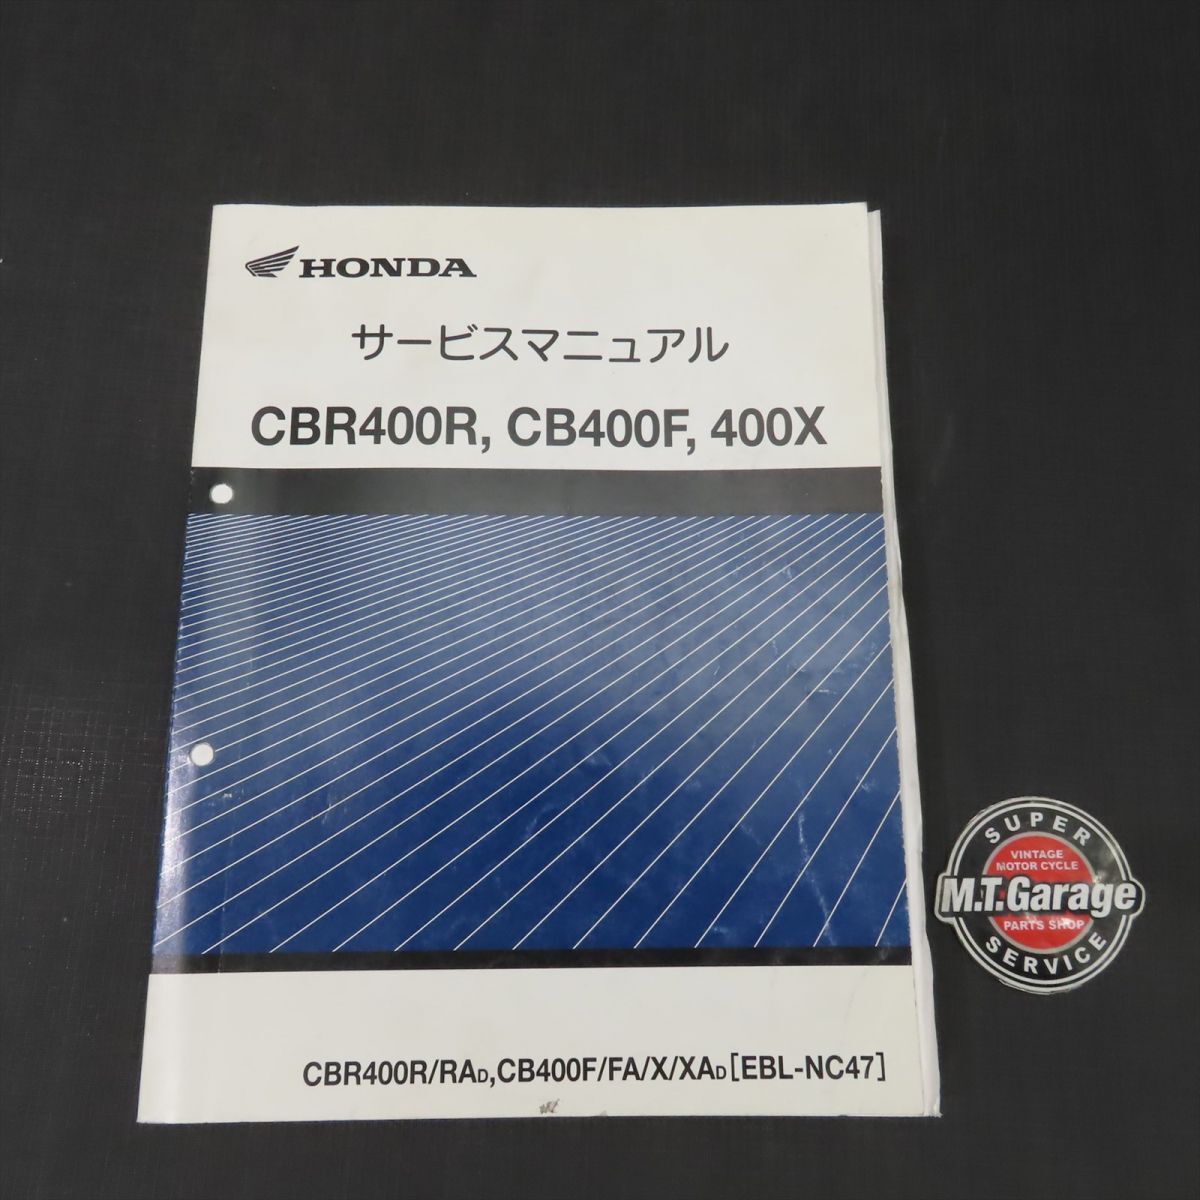 HONDA
サービスマニュアル
CBR400R, CB400F, 400X
CBR400R/RAD,CB400F/FA/X/XAD[EBL-NC47]
SUPER
VINTAGE
MOTOR CYCLE
M.T.Garage
PARTS SHOP
SERVICE